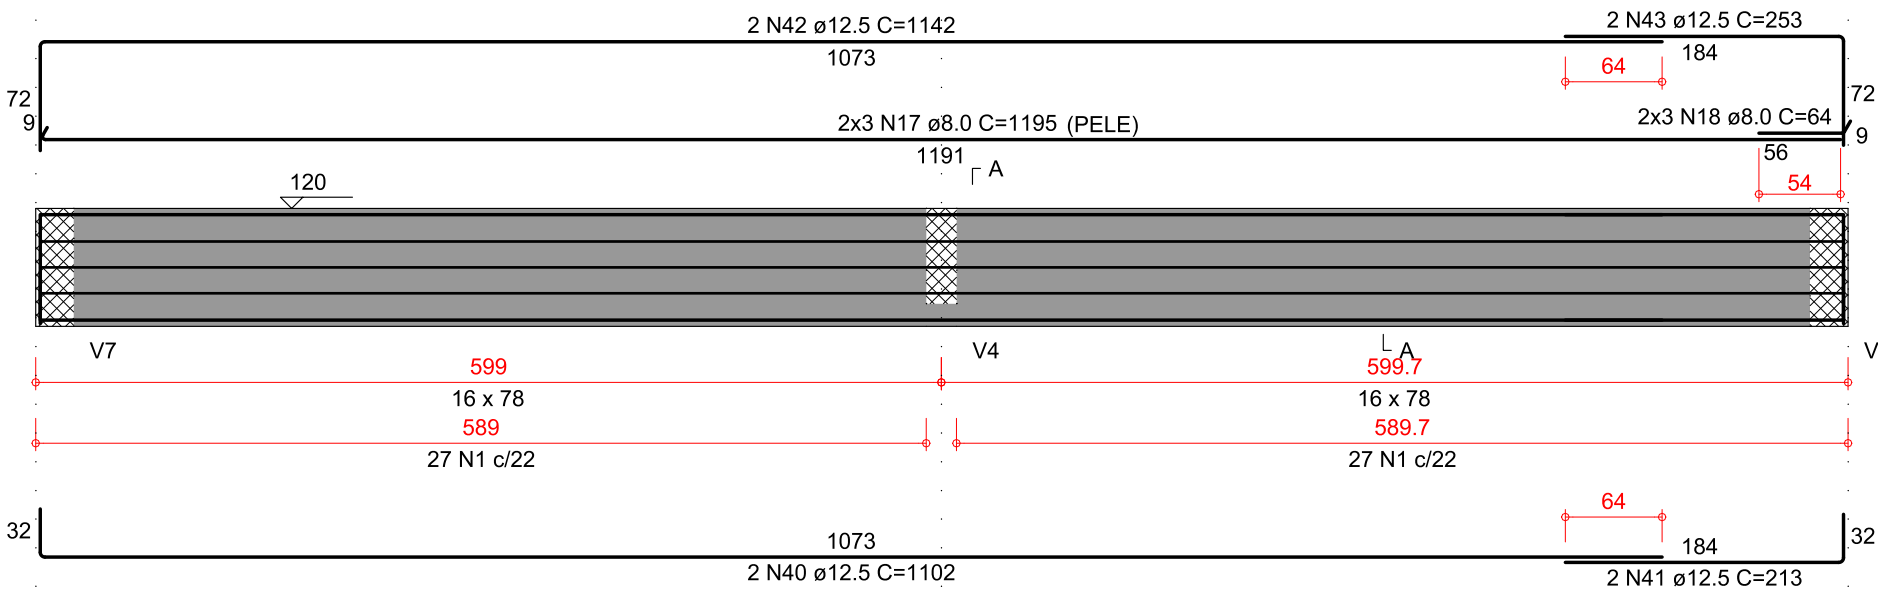 2 N42 ø12.5 C=1142
2 N43 ø12.5 C=253
1073
184
64
72
72
9
2x3 N17 ø8.0 C=1195 (PELE)
2x3 N18 ø8.0 C=64
9
1191
56
A
120
54
V7
V4
A
V
599
599.7
16 x 78
16 x 78
589
589.7
27 N1 c/22
27 N1 c/22
64
32
1073
184
32
2 N40 ø12.5 C=1102
2 N41 ø12.5 C=213